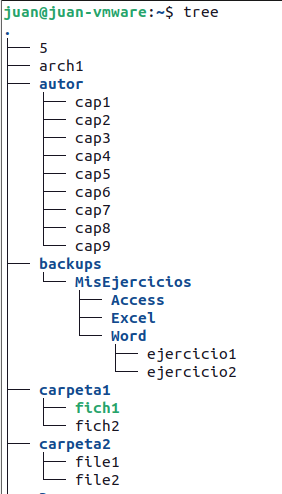 juan@juan-vmware:~$ tree
.
├── 5
├── arch1
├── autor
│   ├── cap1
│   ├── cap2
│   ├── cap3
│   ├── cap4
│   ├── cap5
│   ├── cap6
│   ├── cap7
│   ├── cap8
│   └── cap9
├── backups
│   └── MisEjercicios
│       ├── Access
│       ├── Excel
│       └── Word
│           ├── ejercicio1
│           └── ejercicio2
├── carpeta1
│   ├── fich1
│   └── fich2
├── carpeta2
│   ├── file1
│   └── file2